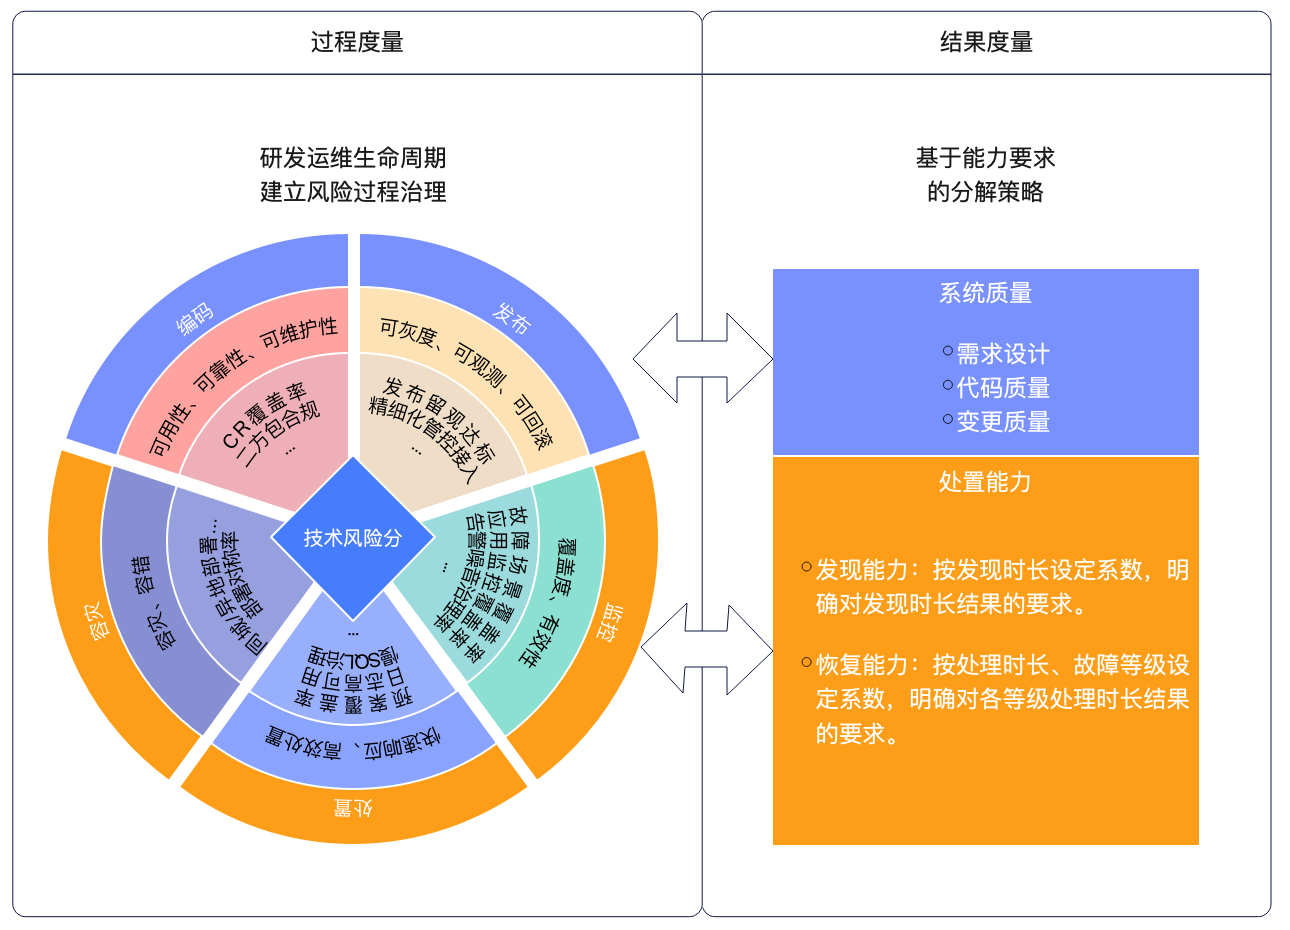 过程度量
结果度量
研发运维生命周期
建立风险过程治理
基于能力要求
的分解策略
编码
可用性、可靠性、可维护性
CR覆盖率
二方包合规
...
发布
可灰度、可观测、可回滚
发布留观达标
精细化管控接入
...
监控
覆盖度、有效性
故障场景覆盖率
应用监控覆盖率
告警噪音治理率
...
处置
快速响应、高效处置
预案覆盖率
日志高可用
慢SQL治理
...
容灾
容灾、容错
同城/异地部署...
部署对称率
技术风险分
系统质量
需求设计
代码质量
变更质量
处置能力
发现能力：按发现时长设定系数，明
确对发现时长结果的要求。
恢复能力：按处理时长、故障等级设
定系数，明确对各等级处理时长结果
的要求。